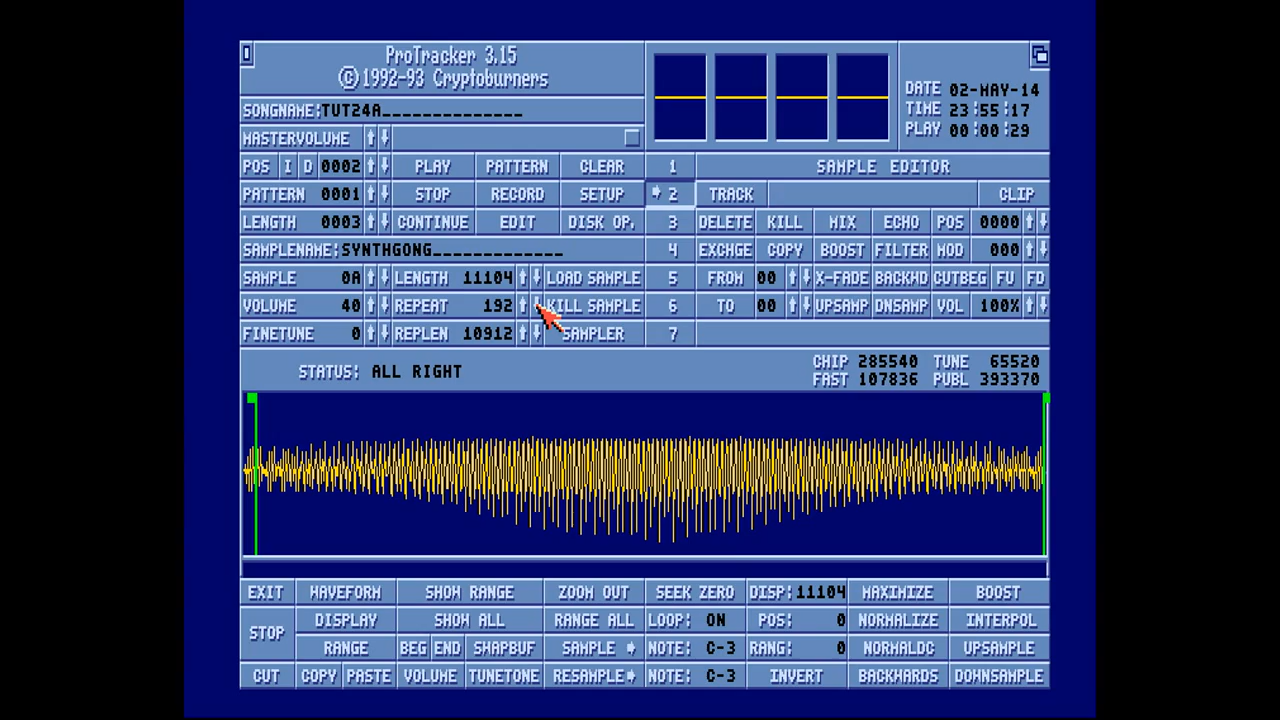 ProTracker 3.15
©1992-93 Cryptoburners
SONGNAME:TUT24A______________
MASTERVOLUME
DATE 02-MAY-14
TIME 23:55:17
PLAY 00:00:29
POS I D 0002 PLAY PATTERN CLEAR 1 SAMPLE EDITOR
PATTERN 0001 STOP RECORD SETUP 2 TRACK CLIP
LENGTH 0003 CONTINUE EDIT DISK OP. 3 DELETE KILL MIX ECHO POS 0000
SAMPLENAME:SYNTHGONG_____________ 4 EXCHGE COPY BOOST FILTER MOD 000
SAMPLE 0A LENGTH 11104 LOAD SAMPLE 5 FROM 00 X-FADE BACKWD CUTBEG FU FD
VOLUME 40 REPEAT 192 KILL SAMPLE 6 TO 00 UPSAMP DNSAMP VOL 100%
FINETUNE 0 REPLEN 10912 SAMPLER 7
STATUS: ALL RIGHT
CHIP 285540 TUNE 65520
FAST 107836 PUBL 393370
EXIT WAVEFORM SHOW RANGE ZOOM OUT SEEK ZERO DISP:11104 MAXIMIZE BOOST
DISPLAY SHOW ALL RANGE ALL LOOP: ON POS: 0 NORMALIZE INTERPOL
STOP
RANGE BEG END SWAPBUF SAMPLE NOTE: C-3 RANG: 0 NORMALDC UPSAMPLE
CUT COPY PASTE VOLUME TUNETONE RESAMPLE NOTE: C-3 INVERT BACKWARDS DOWNSAMPLE